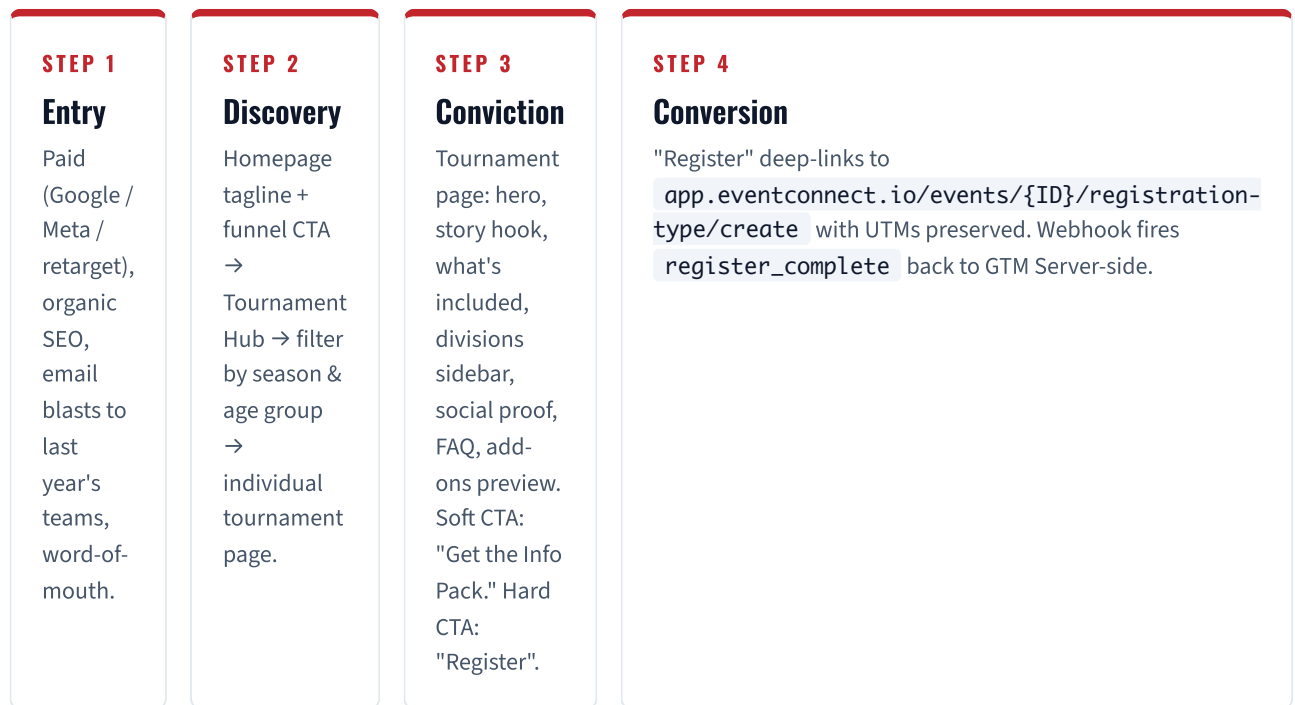 STEP 1
Entry
Paid
(Google /
Meta /
retarget),
organic
SEO,
email
blasts to
last
year's
teams,
word-of-
mouth.
STEP 2
Discovery
Homepage
tagline +
funnel CTA
→
Tournament
Hub → filter
by season &
age group
→
individual
tournament
page.
STEP 3
Conviction
Tournament
page: hero,
story hook,
what's
included,
divisions
sidebar,
social proof,
FAQ, add-
ons preview.
Soft CTA:
"Get the Info
Pack." Hard
CTA:
"Register".
STEP 4
Conversion
"Register" deep-links to
app.eventconnect.io/events/{ID}/registration-
type/create with UTMs preserved. Webhook fires
register_complete back to GTM Server-side.